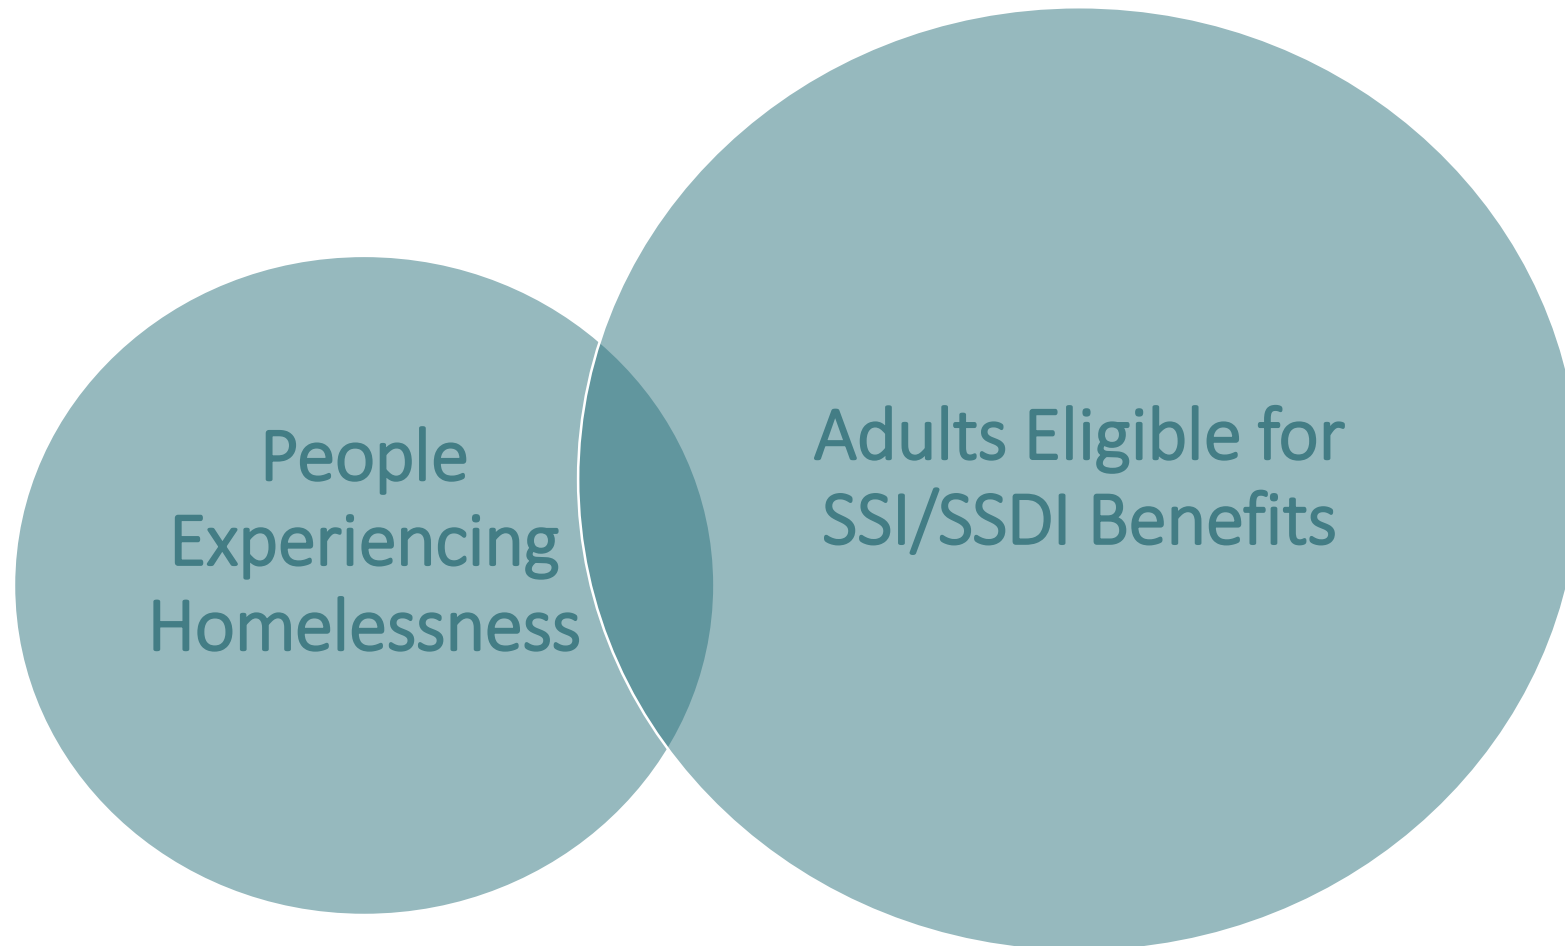 People
Experiencing
Homelessness
Adults Eligible for
SSI/SSDI Benefits